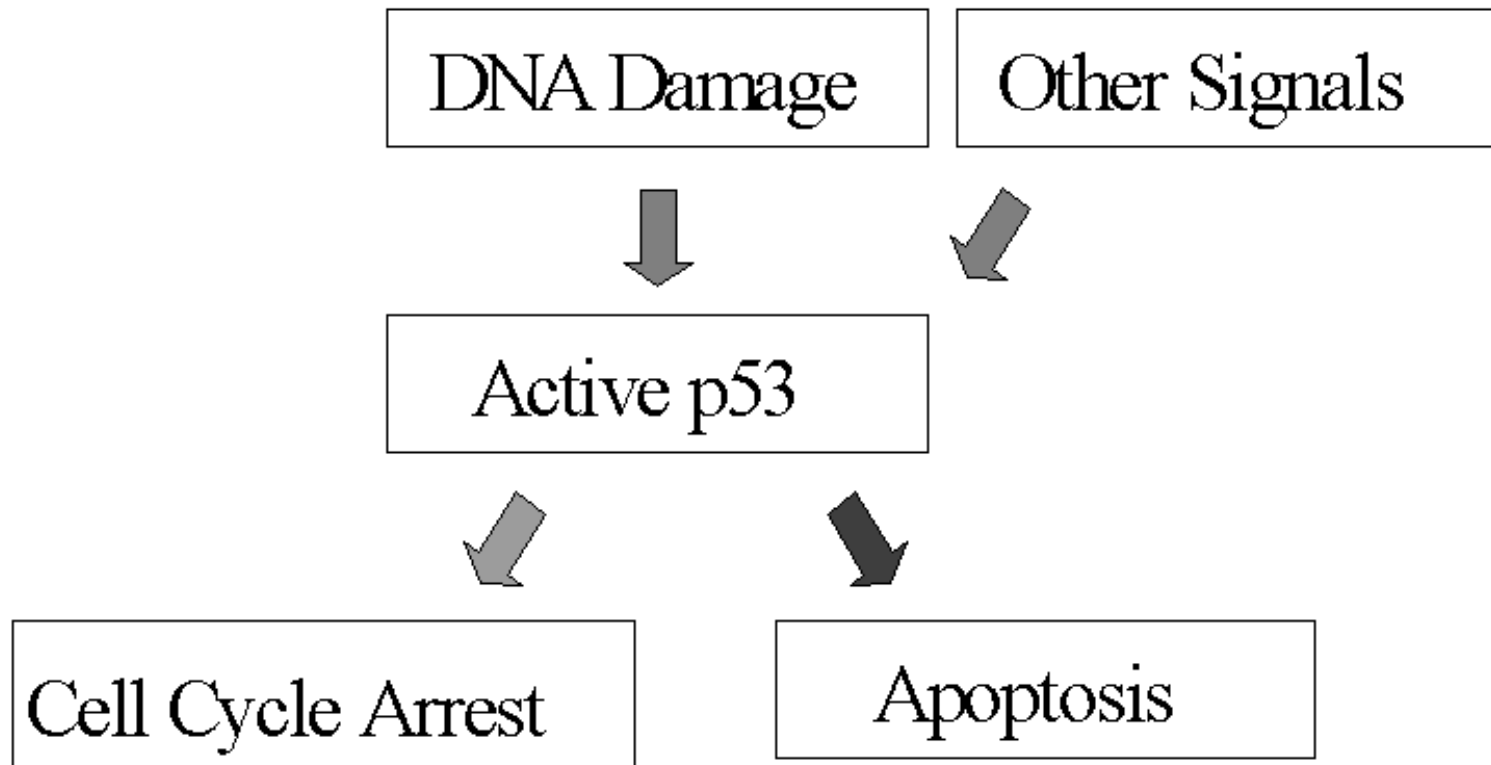 DNA Damage
Other Signals
Active p53
Cell Cycle Arrest
Apoptosis